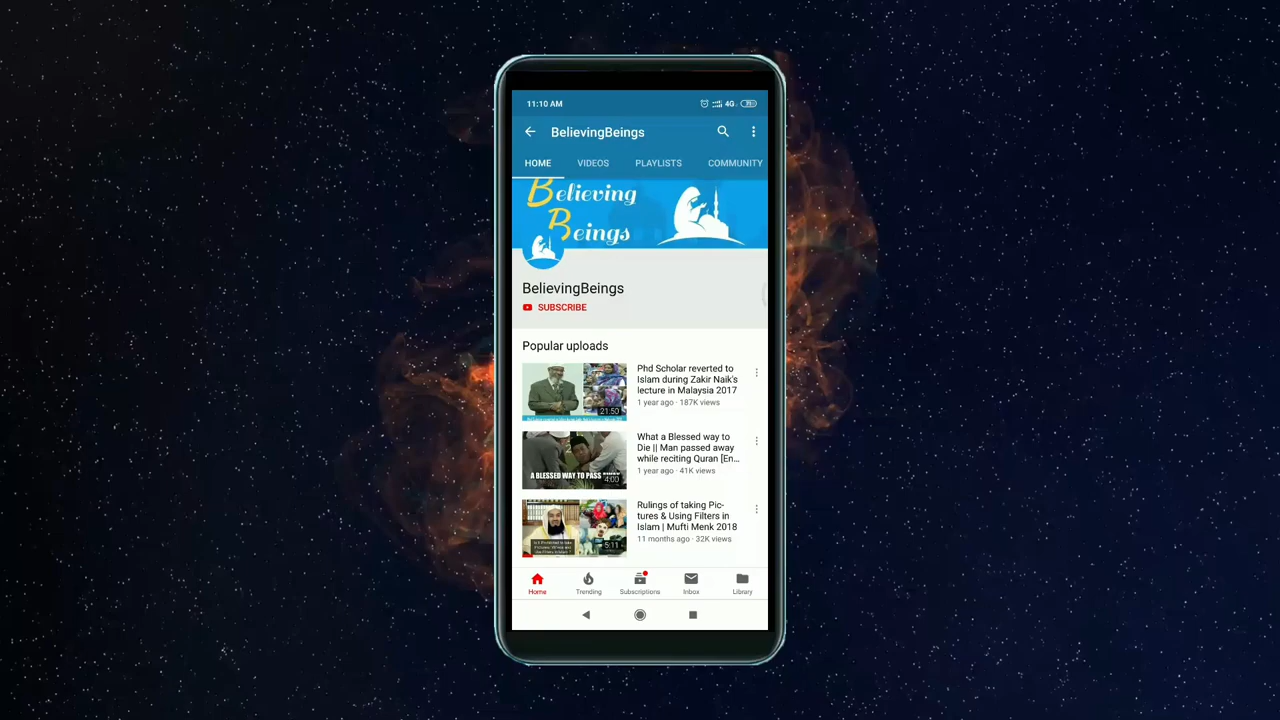 11:10 AM
4G
BelievingBeings
HOME VIDEOS PLAYLISTS COMMUNITY
Believing
Beings
BelievingBeings
SUBSCRIBE
Popular uploads
Phd Scholar reverted to
Islam during Zakir Naik's
lecture in Malaysia 2017
1 year ago · 187K views
21:50
What a Blessed way to
Die || Man passed away
while reciting Quran [En...
1 year ago · 41K views
A BLESSED WAY TO PASS AWAY
4:00
Rulings of taking Pic-
tures & Using Filters in
Islam | Mufti Menk 2018
11 months ago · 32K views
5:11
Home Trending Subscriptions Inbox Library